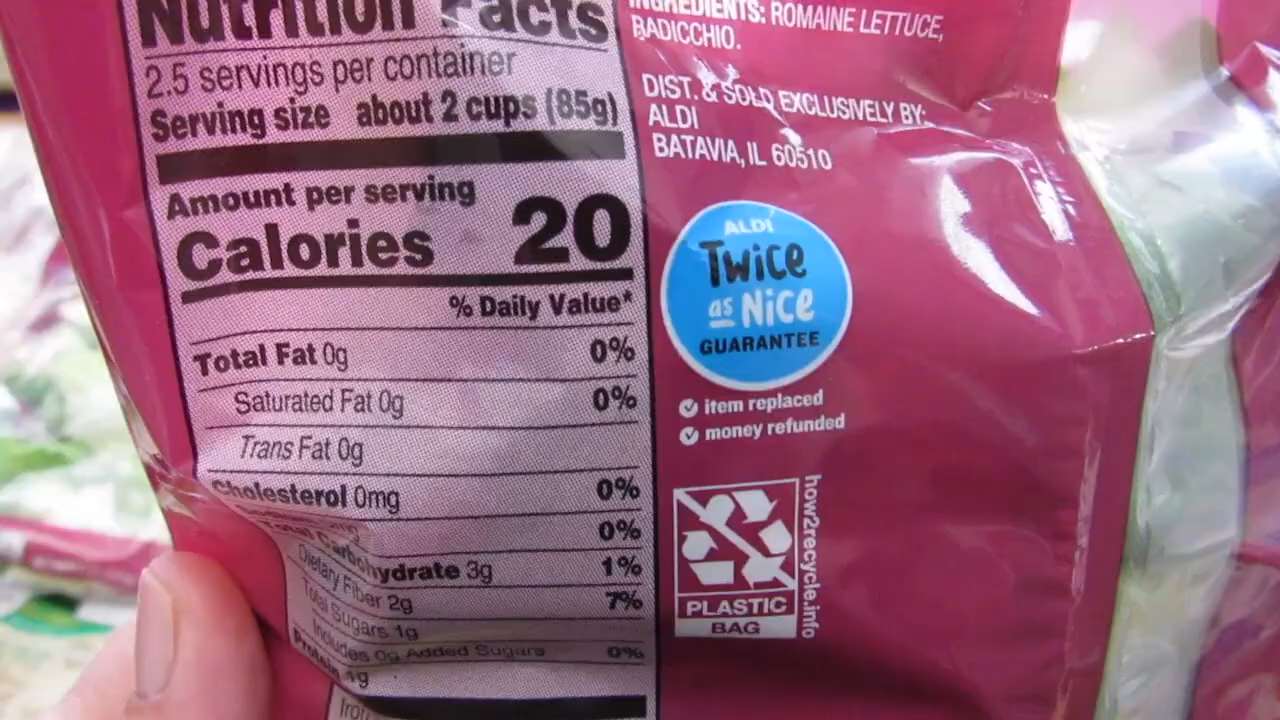 Nutrition Facts
2.5 servings per container
Serving size about 2 cups (85g)
Amount per serving
Calories 20
% Daily Value*
Total Fat 0g 0%
Saturated Fat 0g 0%
Trans Fat 0g
Cholesterol 0mg 0%
0%
Total Carbohydrate 3g 1%
Dietary Fiber 2g 7%
Total Sugars 1g
Includes 0g Added Sugars 0%
Protein 1g
INGREDIENTS: ROMAINE LETTUCE,
RADICCHIO.
DIST. & SOLD EXCLUSIVELY BY:
ALDI
BATAVIA, IL 60510
ALDI
Twice
as Nice
GUARANTEE
item replaced
money refunded
PLASTIC
BAG
how2recycle.info